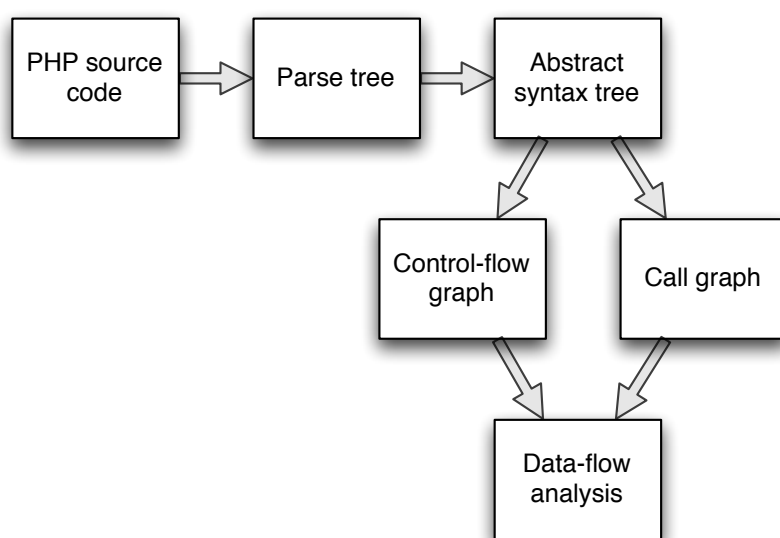 PHP source
code
Parse tree
Abstract
syntax tree
Control-flow
graph
Call graph
Data-flow
analysis